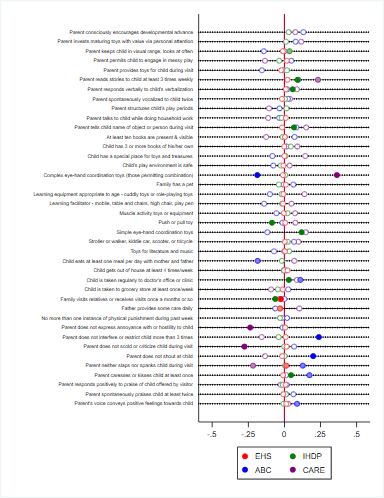 Parent consciously encourages developmental advance
Parent invests maturing toys with value via personal attention
Parent keeps child in visual range, looks at often
Parent permits child to engage in messy play
Parent provides toys for child during visit
Parent reads stories to child at least 3 times weekly
Parent responds verbally to child's verbalization
Parent spontaneously vocalized to child twice
Parent structures child's play periods
Parent talks to child while doing household work
Parent tells child name of object or person during visit
At least ten books are present & visible
Child has 3 or more books of his/her own
Child has a special place for toys and treasures
Child's play environment is safe
Complex eye-hand coordination toys (those permitting combination)
Family has a pet
Learning equipment appropriate to age - cuddly toys or role-playing toys
Learning facilitator - mobile, table and chairs, high chair, play pen
Muscle activity toys or equipment
Push or pull toy
Simple eye-hand coordination toys
Stroller or walker, kiddie car, scooter, or tricycle
Toys for literature and music
Child eats at least one meal per day with mother and father
Child gets out of house at least 4 times/week
Child is taken regularly to doctor's office or clinic
Child is taken to grocery store at least once/week
Family visits relatives or receives visits once a months or so
Father provides some care daily
No more than one instance of physical punishment during past week
Parent does not express annoyance with or hostility to child
Parent does not interfere or restrict child more than 3 times
Parent does not scold or criticize child during visit
Parent does not shout at child
Parent neither slaps nor spanks child during visit
Parent caresses or kisses child at least once
Parent responds positively to praise of child offered by visitor
Parent spontaneously praises child at least twice
Parent's voice conveys positive feelings towards child
-.5 -.25 0 .25 .5
EHS IHDP
ABC CARE